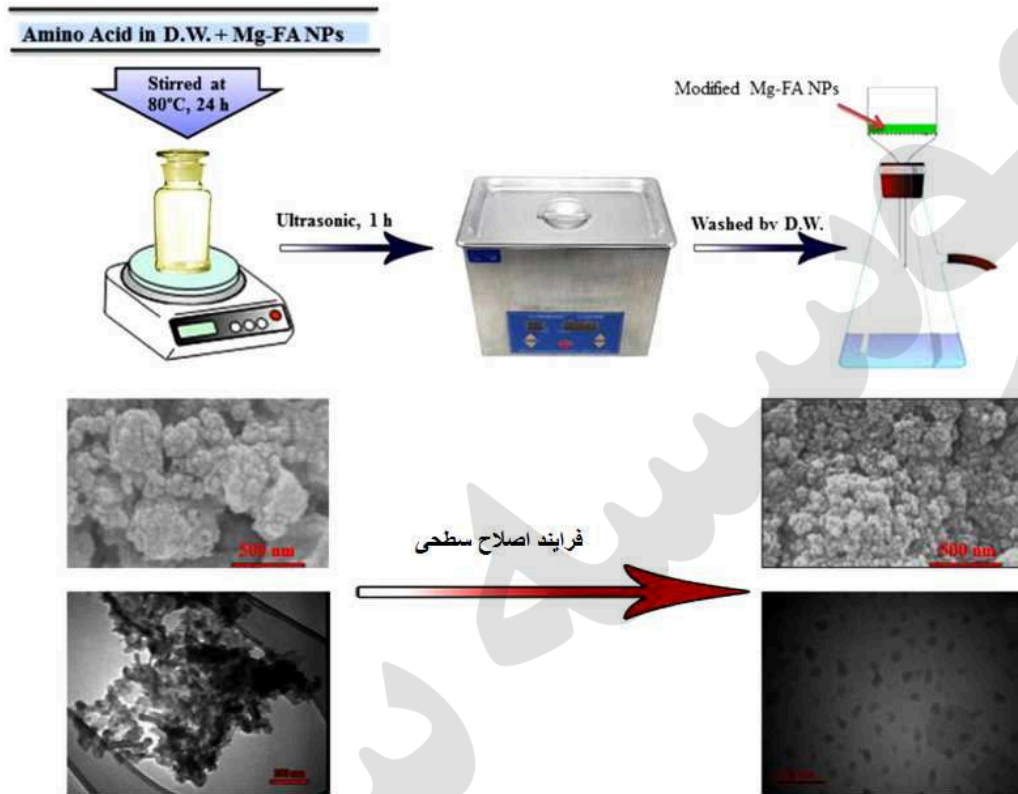 Amino Acid in D.W. + Mg-FA NPs
Stirred at
80°C, 24 h
Ultrasonic, 1 h
Washed by D.W.
Modified Mg-FA NPs
500 nm
500 nm
فرایند اصلاح سطحی